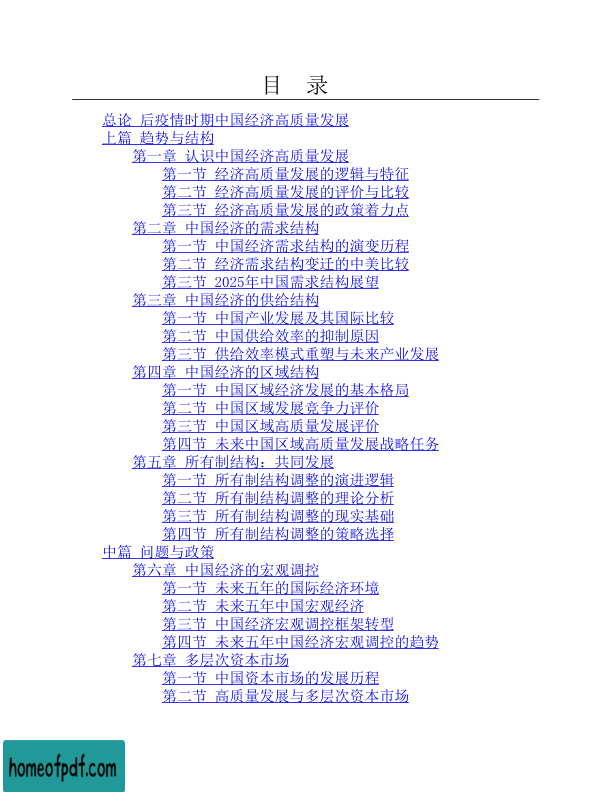 目 录
总论 后疫情时期中国经济高质量发展
上篇 趋势与结构
第一章 认识中国经济高质量发展
第一节 经济高质量发展的逻辑与特征
第二节 经济高质量发展的评价与比较
第三节 经济高质量发展的政策着力点
第二章 中国经济的需求结构
第一节 中国经济需求结构的演变历程
第二节 经济需求结构变迁的中美比较
第三节 2025年中国需求结构展望
第三章 中国经济的供给结构
第一节 中国产业发展及其国际比较
第二节 中国供给效率的抑制原因
第三节 供给效率模式重塑与未来产业发展
第四章 中国经济的区域结构
第一节 中国区域经济发展的基本格局
第二节 中国区域发展竞争力评价
第三节 中国区域高质量发展评价
第四节 未来中国区域高质量发展战略任务
第五章 所有制结构：共同发展
第一节 所有制结构调整的演进逻辑
第二节 所有制结构调整的理论分析
第三节 所有制结构调整的现实基础
第四节 所有制结构调整的策略选择
中篇 问题与政策
第六章 中国经济的宏观调控
第一节 未来五年的国际经济环境
第二节 未来五年中国宏观经济
第三节 中国经济宏观调控框架转型
第四节 未来五年中国经济宏观调控的趋势
第七章 多层次资本市场
第一节 中国资本市场的发展历程
第二节 高质量发展与多层次资本市场
homeofpdf.com